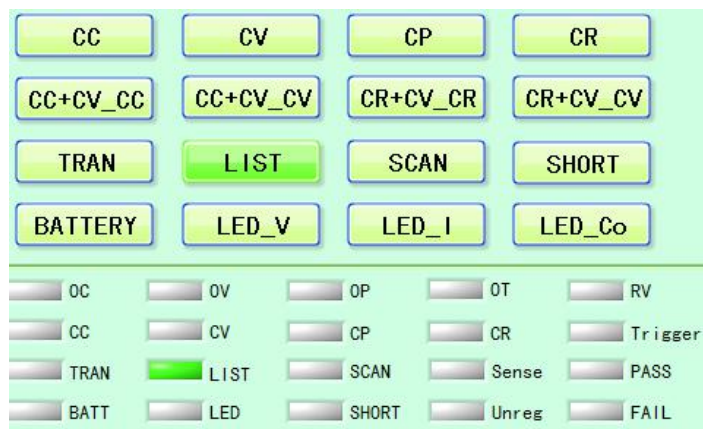 CC CV CP CR
CC+CV_CC CC+CV_CV CR+CV_CR CR+CV_CV
TRAN LIST SCAN SHORT
BATTERY LED_V LED_I LED_Co
OC OV OP OT RV
CC CV CP CR Trigger
TRAN LIST SCAN Sense PASS
BATT LED SHORT Unreg FAIL